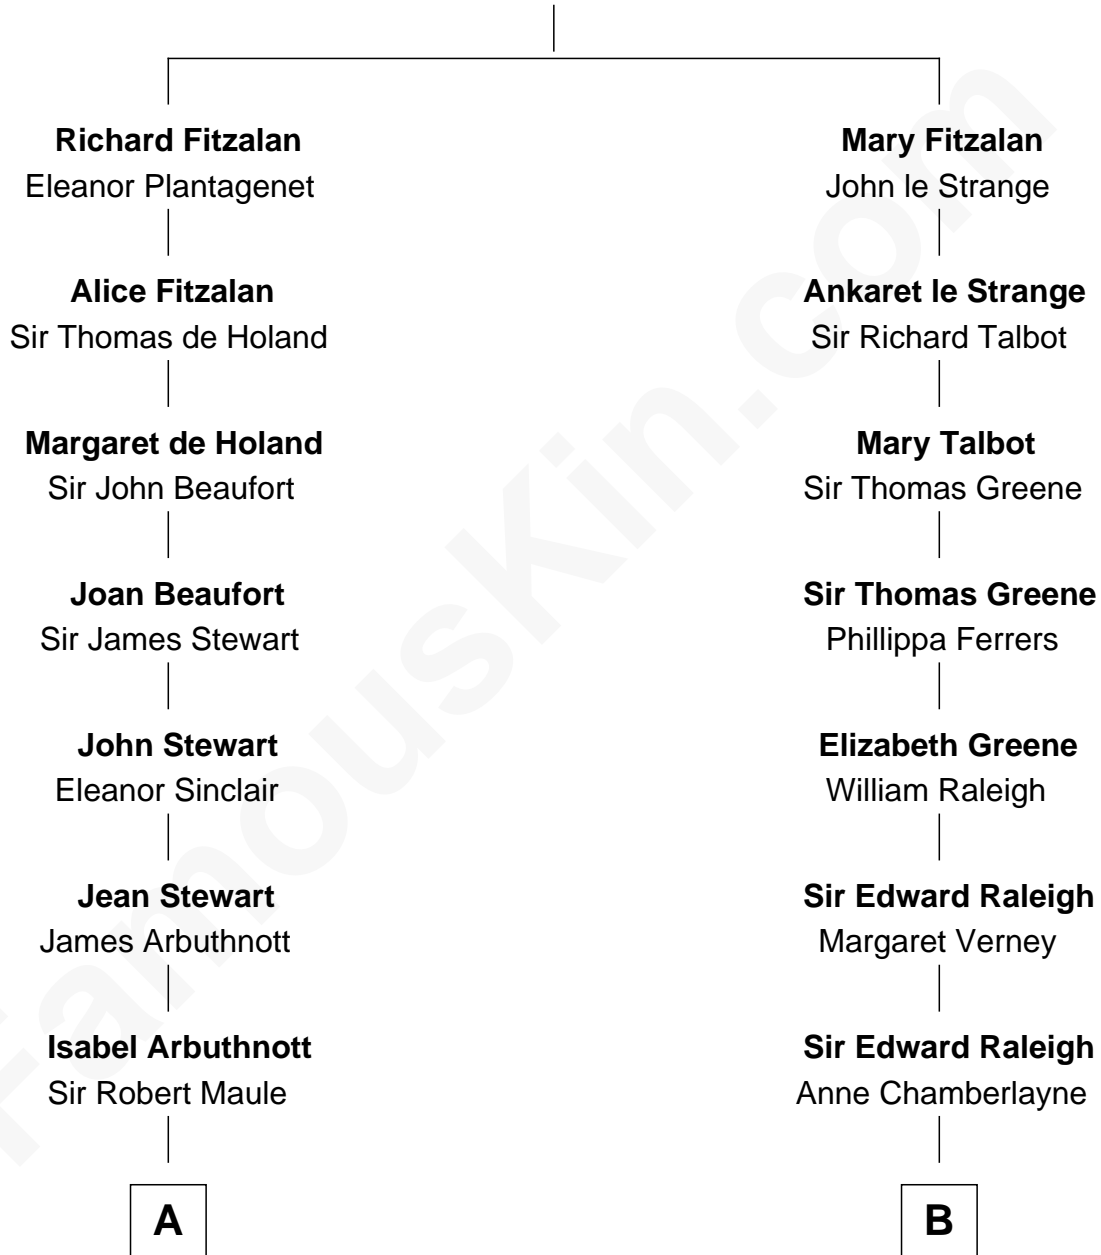 Richard Fitzalan
Eleanor Plantagenet
Mary Fitzalan
John le Strange
Alice Fitzalan
Sir Thomas de Holand
Ankaret le Strange
Sir Richard Talbot
Margaret de Holand
Sir John Beaufort
Mary Talbot
Sir Thomas Greene
Joan Beaufort
Sir James Stewart
Sir Thomas Greene
Phillippa Ferrers
John Stewart
Eleanor Sinclair
Elizabeth Greene
William Raleigh
Jean Stewart
James Arbuthnott
Sir Edward Raleigh
Margaret Verney
Isabel Arbuthnott
Sir Robert Maule
Sir Edward Raleigh
Anne Chamberlayne
A
B
FamousKin.com